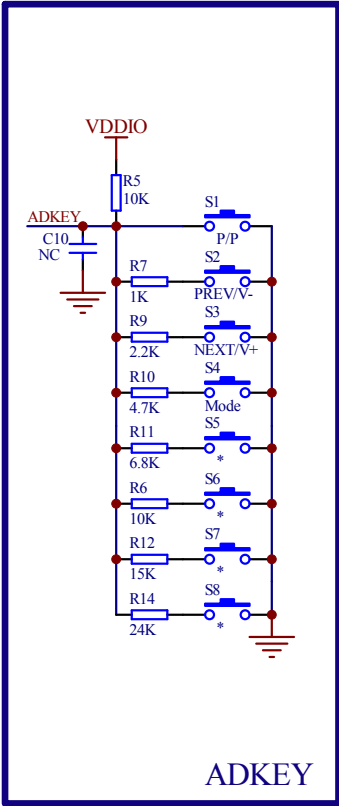 VDDIO
R5
10K
ADKEY
C10
NC
S1
P/P
R7
1K
S2
PREV/V-
R9
2.2K
S3
NEXT/V+
R10
4.7K
S4
Mode
R11
6.8K
S5
*
R6
10K
S6
*
R12
15K
S7
*
R14
24K
S8
*
ADKEY